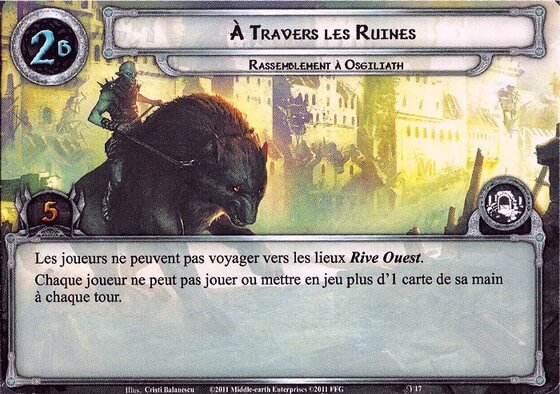 2B
À Travers les Ruines
Rassemblement à Osgiliath
5
Les joueurs ne peuvent pas voyager vers les lieux Rive Ouest.
Chaque joueur ne peut pas jouer ou mettre en jeu plus d'1 carte de sa main
à chaque tour.
Illus. Cristi Balanescu ©2011 Middle-earth Enterprises ©2011 FFG 17